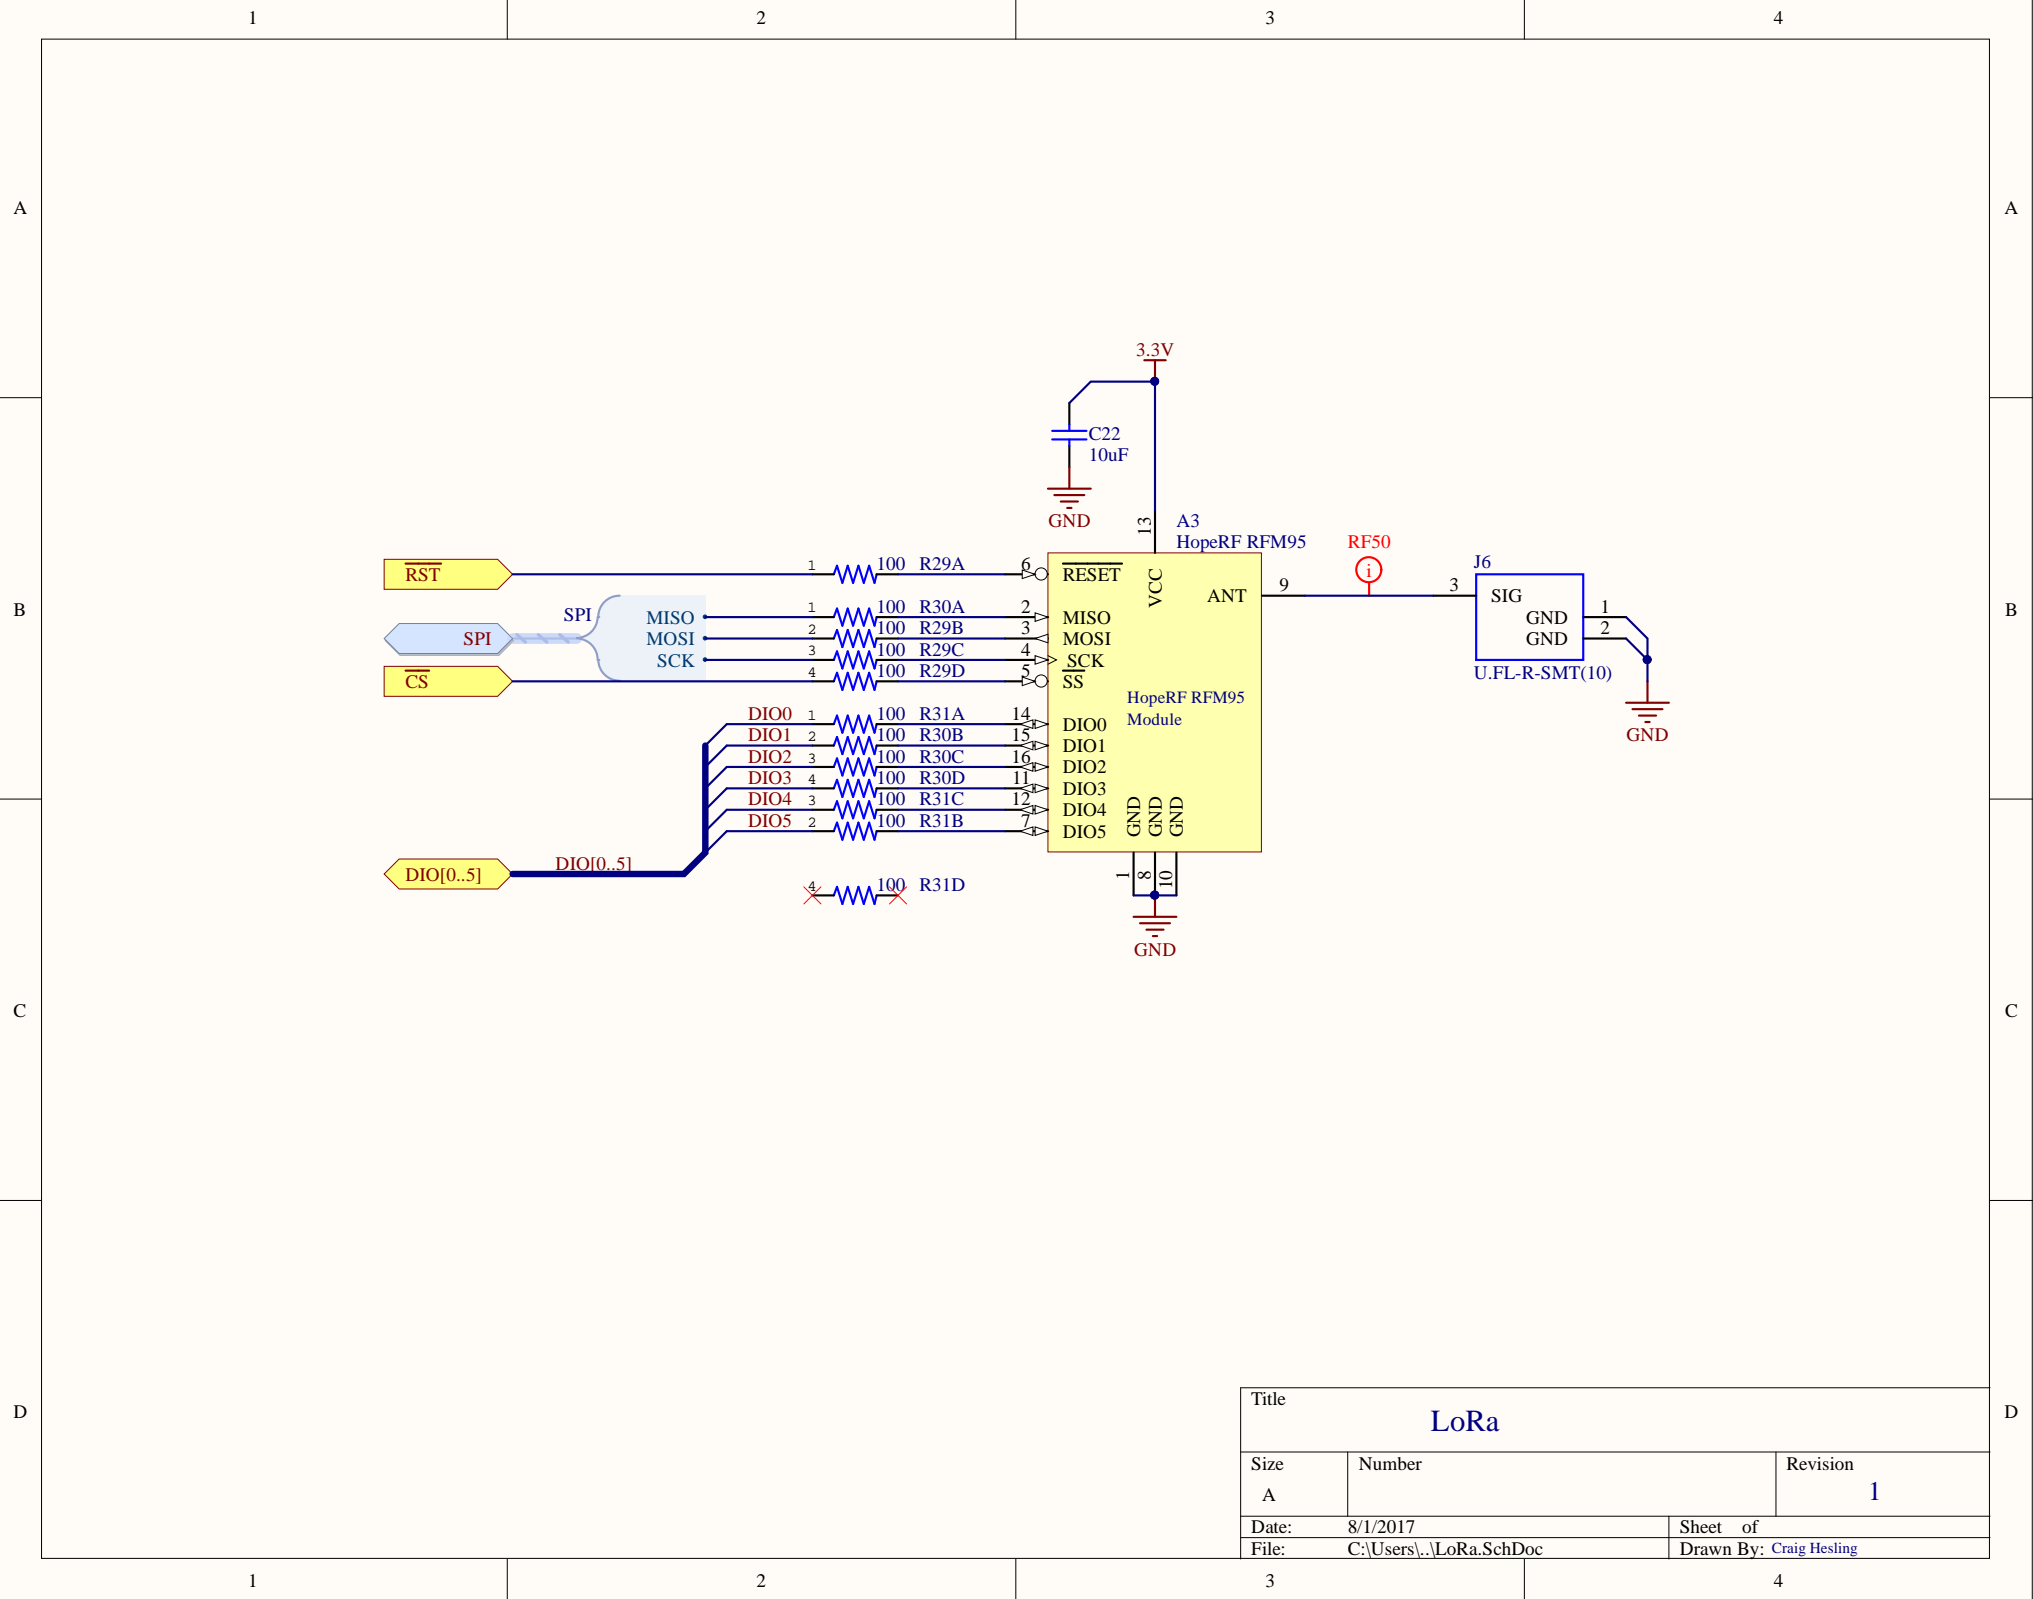 1 2 3 4
A A
3.3V
C22
10uF
GND
13
A3
HopeRF RFM95
RST 1 100 R29A 6 RESET VCC
RF50
i
ANT 9
J6
3 SIG
B B
SPI SPI
MISO 1 100 R30A 2 MISO
MOSI 2 100 R29B 3 MOSI
SCK 3 100 R29C 4 SCK
CS 4 100 R29D 5 SS
GND 1
GND 2
U.FL-R-SMT(10)
GND
HopeRF RFM95
Module
DIO0 1 100 R31A 14 DIO0
DIO1 2 100 R30B 15 DIO1
DIO2 3 100 R30C 16 DIO2
DIO3 4 100 R30D 11 DIO3
DIO4 3 100 R31C 12 DIO4
DIO5 2 100 R31B 7 DIO5
GND GND GND
DIO[0..5] DIO[0..5]
4 100 R31D
1 8 10
GND
C C
D D
Title
LoRa
Size Number Revision
A 1
Date: 8/1/2017 Sheet of
File: C:\Users\..\LoRa.SchDoc Drawn By: Craig Hesling
1 2 3 4